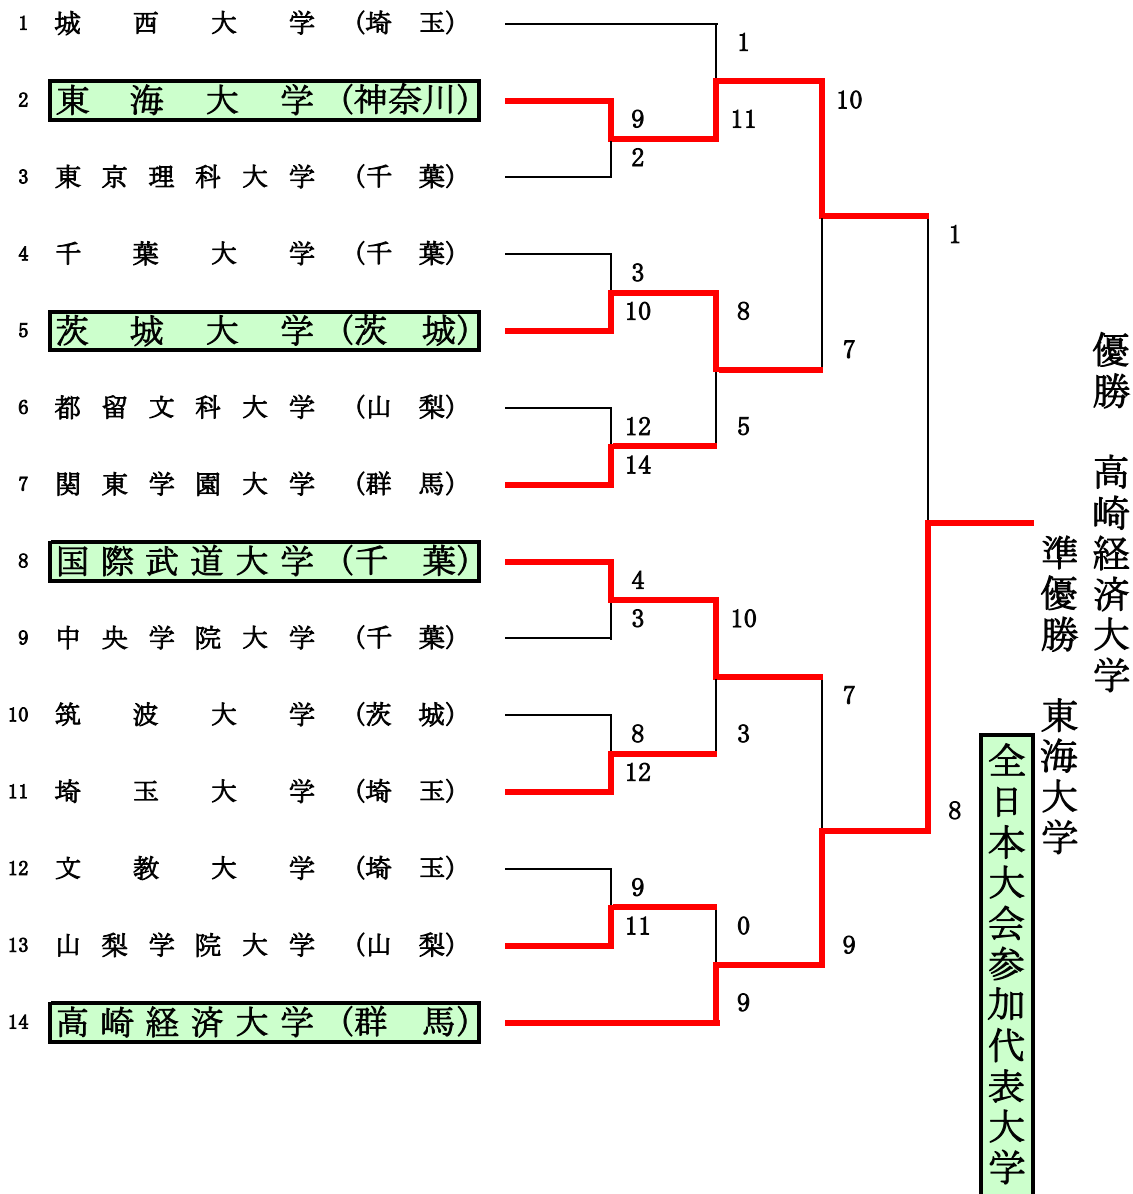 1 城西大学 (埼玉)
2 東海大学 (神奈川)
3 東京理科大学 (千葉)
4 千葉大学 (千葉)
5 茨城大学 (茨城)
6 都留文科大学 (山梨)
7 関東学園大学 (群馬)
8 国際武道大学 (千葉)
9 中央学院大学 (千葉)
10 筑波大学 (茨城)
11 埼玉大学 (埼玉)
12 文教大学 (埼玉)
13 山梨学院大学 (山梨)
14 高崎経済大学 (群馬)
9
2
3
10
12
14
4
3
8
12
9
11
1
11
8
5
10
3
0
9
10
7
7
9
1
8
優勝 高崎経済大学
準優勝 東海大学
全日本大会参加代表大学